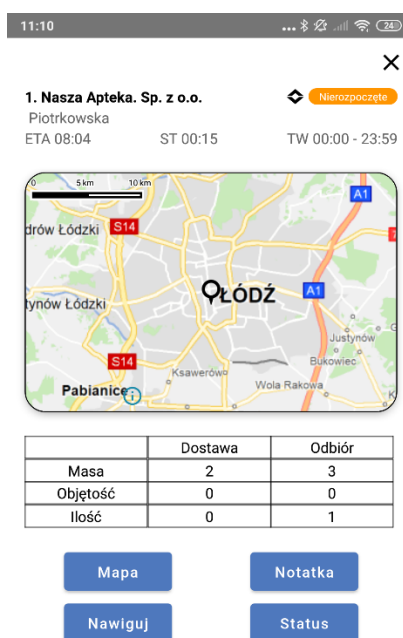 11:10
24
1. Nasza Apteka. Sp. z o.o.
Nierozpoczęte
Piotrkowska
ETA 08:04 ST 00:15 TW 00:00 - 23:59
0 5 km 10 km
A1
drów Łódzki S14
ŁÓDŹ A1
tynów Łódzki
Justynów
S14
Bukowiec
Ksawerów
Pabianice
Wola Rakowa
Dostawa Odbiór
Masa 2 3
Objętość 0 0
Ilość 0 1
Mapa Notatka
Nawiguj Status